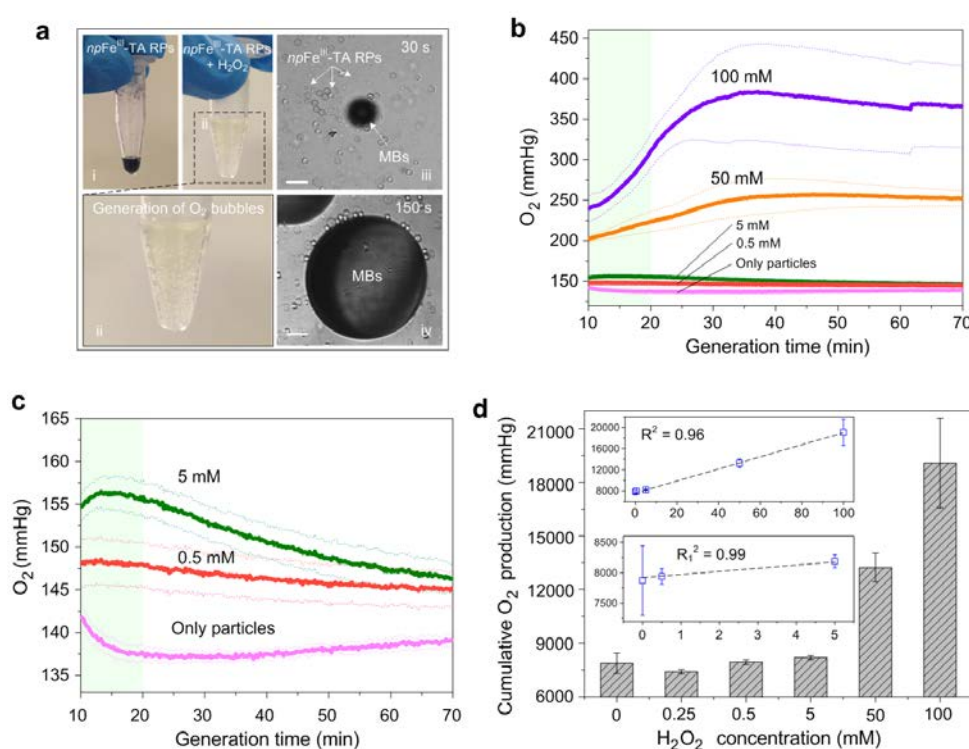 a
npFe^III-TA RPs
npFe^III-TA RPs
+ H₂O₂
ii
i
30 s
npFe^III-TA RPs
MBs
iii
Generation of O₂ bubbles
ii
150 s
MBs
iv
b
O₂ (mmHg)
450
400
350
300
250
200
150
100 mM
50 mM
5 mM
0.5 mM
Only particles
10 20 30 40 50 60 70
Generation time (min)
c
O₂ (mmHg)
165
160
155
150
145
140
135
5 mM
0.5 mM
Only particles
10 20 30 40 50 60 70
Generation time (min)
d
Cumulative O₂ production (mmHg)
21000
18000
15000
12000
9000
6000
R² = 0.96
20000
16000
12000
8000
0 20 40 60 80 100
R₁² = 0.99
8500
8000
7500
0 1 2 3 4 5
0 0.25 0.5 5 50 100
H₂O₂ concentration (mM)